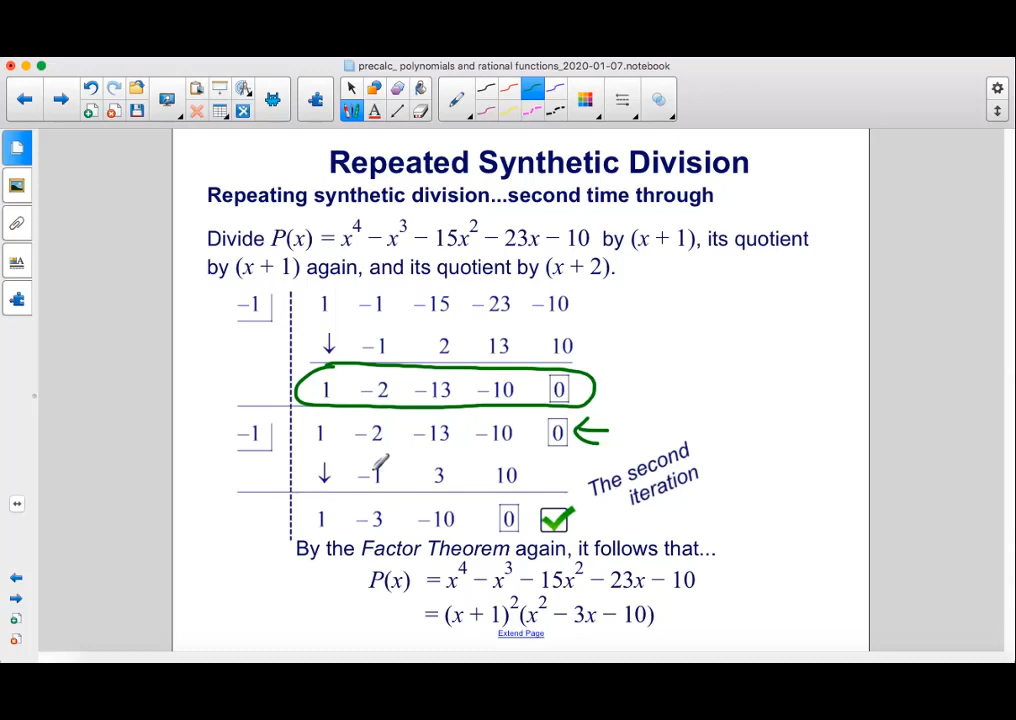 precalc_ polynomials and rational functions_2020-01-07.notebook
Repeated Synthetic Division
Repeating synthetic division...second time through
Divide P(x) = x⁴ − x³ − 15x² − 23x − 10 by (x + 1), its quotient
by (x + 1) again, and its quotient by (x + 2).
−1 1 −1 −15 −23 −10
↓ −1 2 13 10
1 −2 −13 −10 0
−1 1 −2 −13 −10 0
↓ −1 3 10
1 −3 −10 0
The second
iteration
By the Factor Theorem again, it follows that...
P(x) = x⁴ − x³ − 15x² − 23x − 10
= (x + 1)²(x² − 3x − 10)
Extend Page